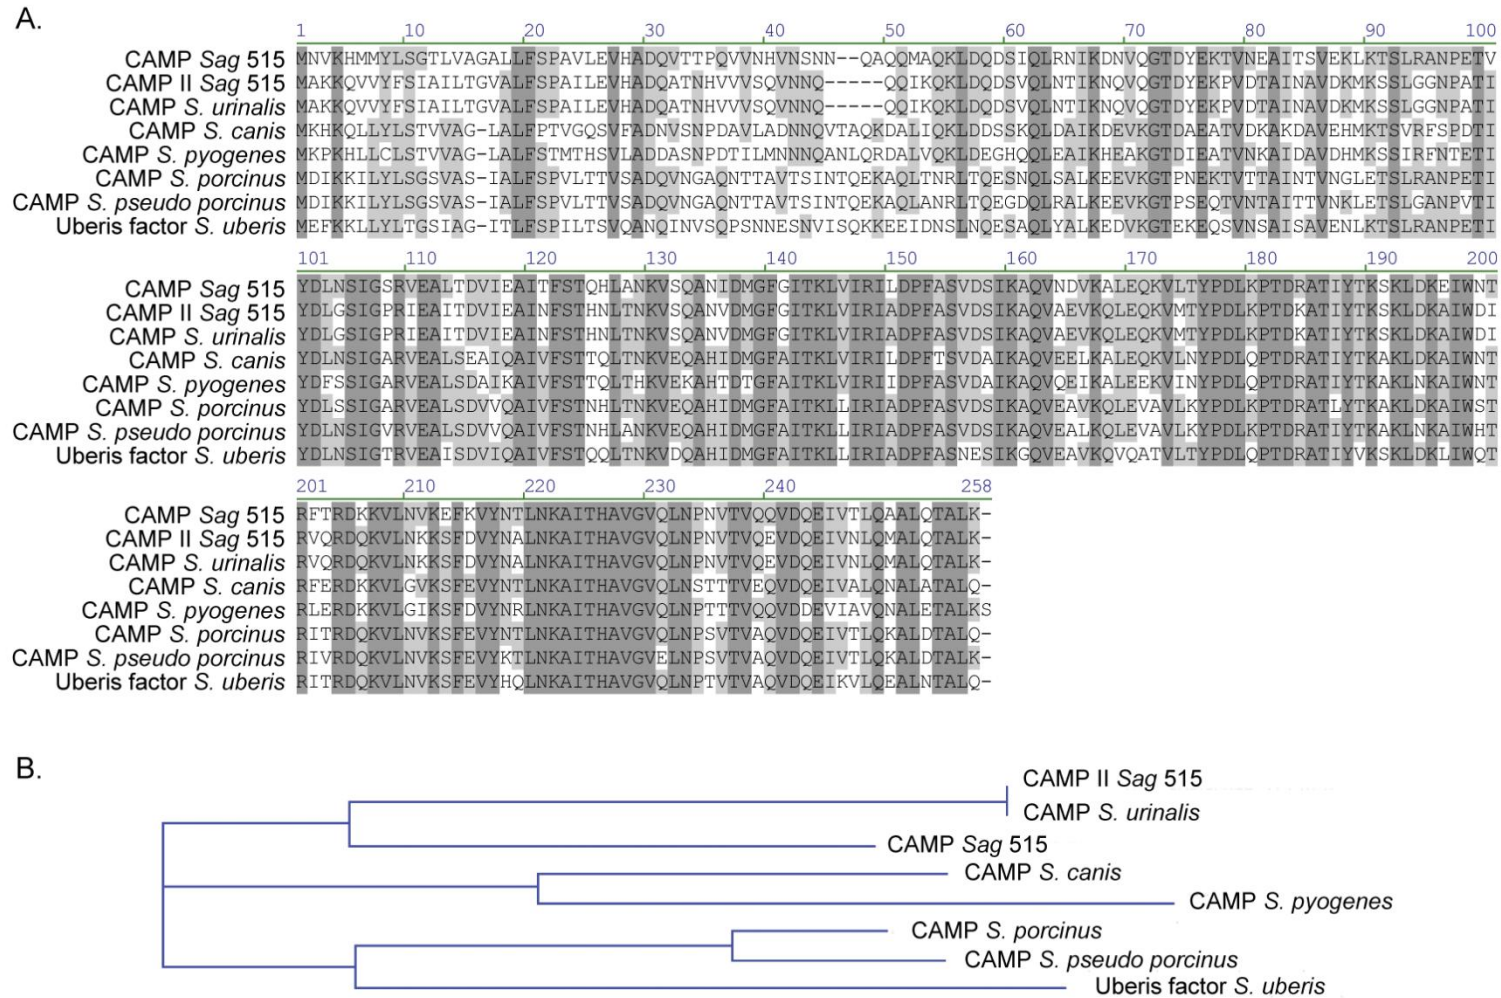 A.
1 10 20 30 40 50 60 70 80 90 100
CAMP Sag 515 MNVKHMMYLSGTLVAGALLFSPAVLEVHADQVTTPQVVNHVNSNN--QAQQMAQKLDQDSIQLRNIKDNVQGTDYEKTVNEAITSVEKLKTSLRANPETV
CAMP II Sag 515 MAKKQVVYFSIAILTGVALFSPAILEVHADQATNHVVVSQVNNQ-----QQIKQKLDQDSVQLNTIKNQVQGTDYEKPVDTAINAVDKMKSSLGGNPATI
CAMP S. urinalis MAKKQVVYFSIAILTGVALFSPAILEVHADQATDHVVVSQVNNQ-----QQIKQKLDQDSVQLNTIKNQVQGTDYEKPVDTAINAVDKMKSSLGGNPATI
CAMP S. canis MKHKQLLYLSTVVAG-LALFPTVGQSVFADNVSNPDAVLADNNQVTAQKDALIQKLDDSSKQLDAIKDEVKGTDAEATVDKAKDAVEHMKTSVRFSPDTI
CAMP S. pyogenes MKPKHLLCLSTVVAG-LALFSTMTHSVLADDASNPDTILMNNNQANLQRDALVQKLDEGHQQLEAIKHEAKGTDIEATVNKAIDAVDHMKSSIRFNTETI
CAMP S. porcinus MDIKKILYLSGSVAS-IALFSPVLTTVSADQVNGAQNTTAVTSINTQEKAQLTNRLTQESNQLSALKEEVKGTPNEKTVTTAINTVNGLETSLRANPETI
CAMP S. pseudo porcinus MDIKKILYLSGSVAS-IALFSPVLTTVSADQVNGAQNTTAVTSINTQEKAQLANRLTQEGDQLRALKEEVKGTPSEQTVNTAITTVNKLETSLGANPVTI
Uberis factor S. uberis MEFKKLLYLTGSIAG-ITLFSPILTSVQANQINVSQPSNNESNVISQKKEEIDNSLNQESAQLYALKEDVKGTEKEQSVNSAISAVENLKTSLRANPETI
101 110 120 130 140 150 160 170 180 190 200
CAMP Sag 515 YDLNSIGSRVEALTDVIEAITFSTQHLANKVSQANIDMGFGITKLVIRILDPFASVDSIKAQVNDVKALEQKVLTYPDLKPTDRATIYTKSKLDKEIWNT
CAMP II Sag 515 YDLGSIGPRIEAITDVIEAINFSTHNLTNKVSQANVDMGFGITKLVIRIADPFASVDSIKAQVAEVKQLEQKVMTYPDLKPTDKATIYTKSKLDKAIWDI
CAMP S. urinalis YDLGSIGPRIEAITDVIEAINFSTHNLTNKVSQANVDMGFGITKLVIRIADPFASVDSIKAQVAEVKQLEQKVMTYPDLKPTDRATIYTKSKLDKAIWDI
CAMP S. canis YDLNSIGARVEALSEAIQAIVFSTTQLTNKVEQAHIDMGFAITKLVIRILDPFTSVDAIKAQVEELKALEQKVLNYPDLQPTDRATIYTKAKLDKAIWNT
CAMP S. pyogenes YDFSSIGARVEALSDAIKAIVFSTTQLTHKVEKAHTDTGFAITKLVIRIIDPFASVDAIKAQVQEIKALEEKVINYPDLQPTDRATIYTKAKLNKAIWNT
CAMP S. porcinus YDLSSIGARVEALSDVVQAIVFSTNHLTNKVEQAHIDMGFAITKLLIRIADPFASVDSIKAQVEAVKQLEVAVLKYPDLKPTDRATLYTKAKLDKAIWST
CAMP S. pseudo porcinus YDLNSIGVRVEALSDVVQAIVFSTNHLANKVEQAHIDMGFAITKLLIRIADPFASVDSIKAQVEALKQLEVAVLKYPDLKPTDRATIYTKAKLNKAIWHT
Uberis factor S. uberis YDLNSIGTRVEAISDVIQAIVFSTQQLTNKVDQAHIDMGFAITKLLIRIADPFASNESIKGQVEAVKQVQATVLTYPDLQPTDRATIYVKSKLDKLIWQT
201 210 220 230 240 258
CAMP Sag 515 RFTRDKKVLNVKEFKVYNTLNKAITHAVGVQLNPNVTVQQVDQEIVTLQAALQTALK-
CAMP II Sag 515 RVQRDQKVLNKKSFDVYNALNKAITHAVGVQLNPNVTVQEVDQEIVNLQMALQTALK-
CAMP S. urinalis RVQRDQKVLNKKSFDVYNALNKAITHAVGVQLNPNVTVQEVDQEIVNLQMALQTALK-
CAMP S. canis RFERDKKVLGVKSFEVYNTLNKAITHAVGVQLNSTTTVEQVDQEIVALQNALATALQ-
CAMP S. pyogenes RLERDKKVLGIKSFDVYNRLNKAITHAVGVQLNPTTTVQQVDDEVIAVQNALETALKS
CAMP S. porcinus RITRDQKVLNVKSFEVYNTLNKAITHAVGVQLNPSVTVAQVDQEIVTLQKALDTALQ-
CAMP S. pseudo porcinus RIVRDQKVLNVKSFEVYKTLNKAITHAVGVELNPSVTVAQVDQEIVTLQKALDTALK-
Uberis factor S. uberis RITRDQKVLNVKSFEVYHQLNKAITHAVGVQLNPTVTVAQVDQEIKVLQEALNTALQ-
B.
CAMP II Sag 515
CAMP S. urinalis
CAMP Sag 515
CAMP S. canis
CAMP S. pyogenes
CAMP S. porcinus
CAMP S. pseudo porcinus
Uberis factor S. uberis